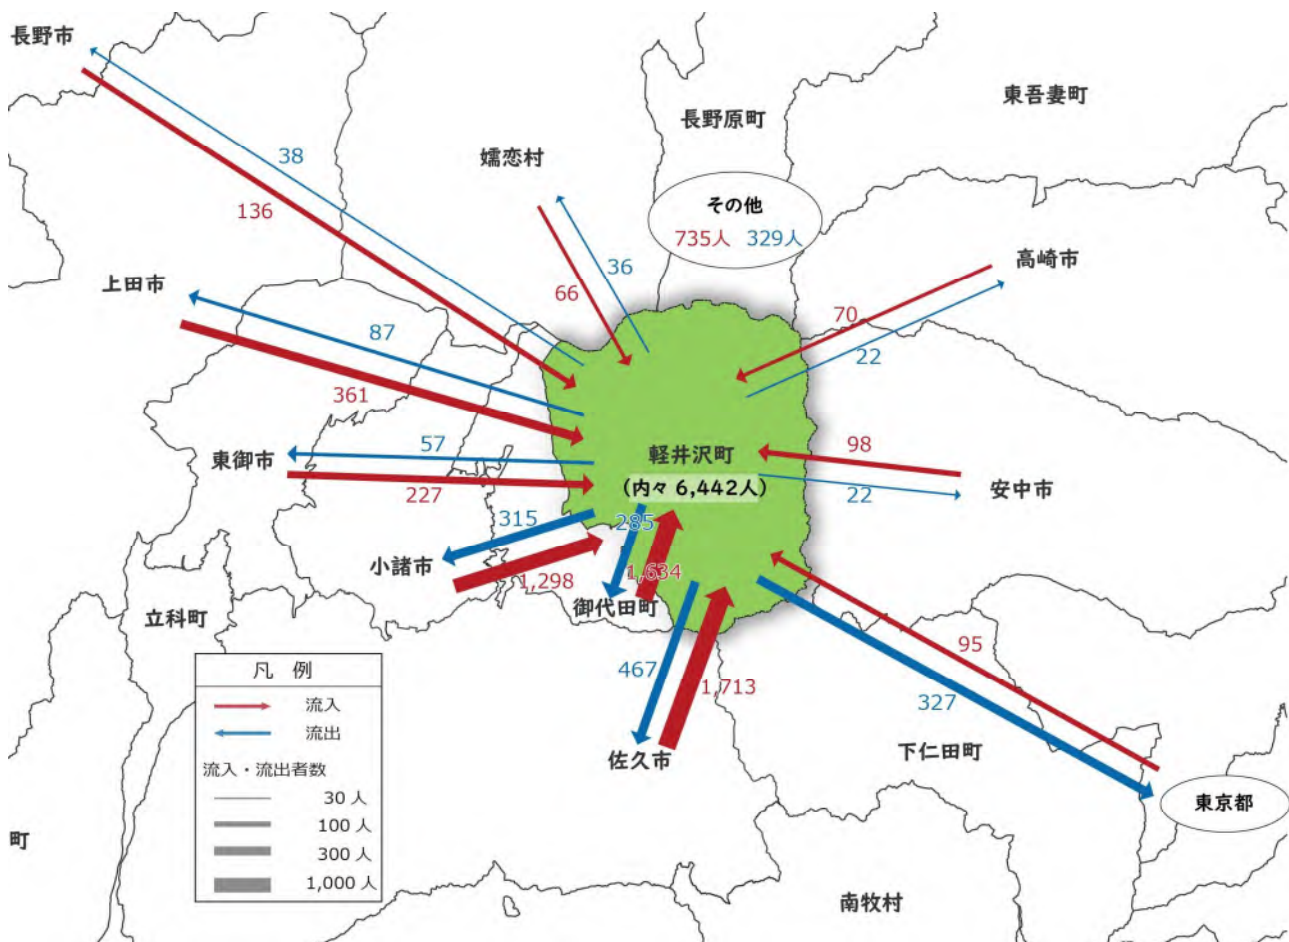 長野市
東吾妻町
長野原町
嬬恋村
38
その他
136
735人 329人
高崎市
36
上田市
66
70
87
22
361
57
98
軽井沢町
東御市
(内々 6,442人)
安中市
227
22
315
285
小諸市
1,298
1,634
御代田町
立科町
95
467
1,713
327
凡 例
流入
流出
流入・流出者数
30 人
100 人
300 人
1,000 人
佐久市
下仁田町
東京都
町
南牧村